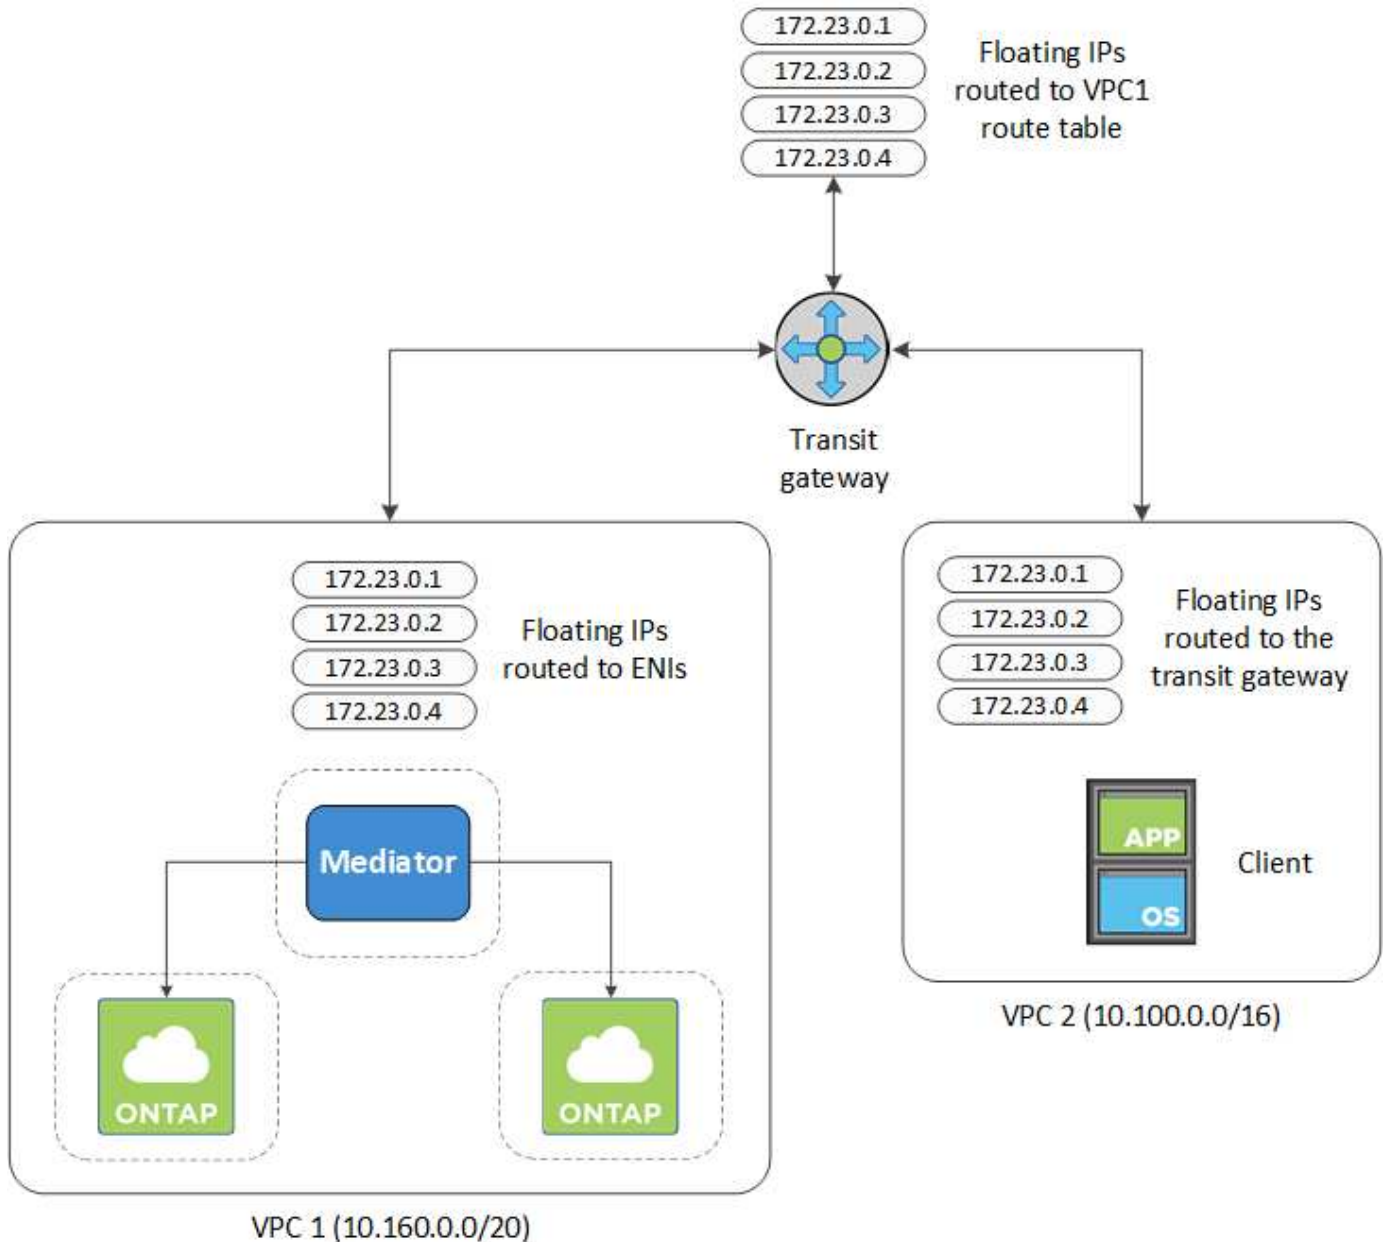 172.23.0.1
172.23.0.2
172.23.0.3
172.23.0.4
Floating IPs
routed to VPC1
route table
Transit
gateway
172.23.0.1
172.23.0.2
172.23.0.3
172.23.0.4
Floating IPs
routed to ENIs
Mediator
ONTAP
ONTAP
VPC 1 (10.160.0.0/20)
172.23.0.1
172.23.0.2
172.23.0.3
172.23.0.4
Floating IPs
routed to the
transit gateway
APP
OS
Client
VPC 2 (10.100.0.0/16)